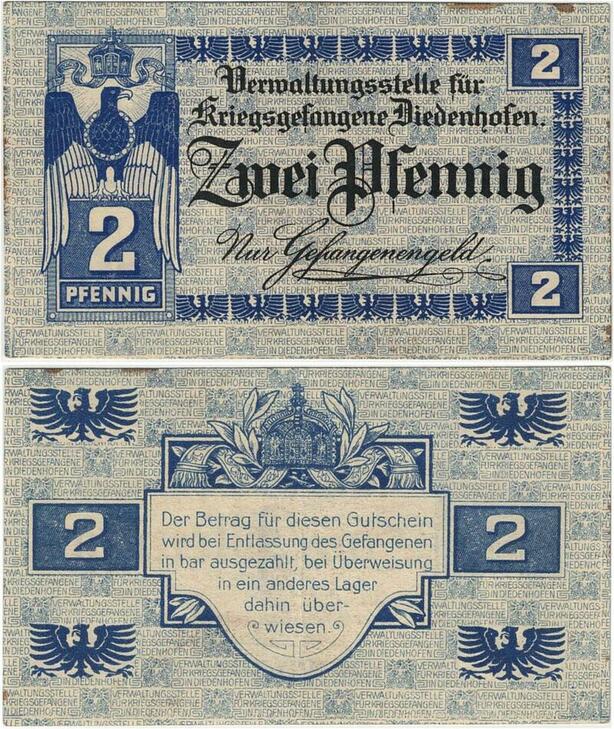 Verwaltungsstelle für
Kriegsgefangene Diedenhofen.
Zwei Pfennig
Nur Gefangenengeld.
2
2
2
PFENNIG
Der Betrag für diesen Gutschein
wird bei Entlassung des Gefangenen
in bar ausgezahlt, bei Überweisung
in ein anderes Lager
dahin über-
wiesen.
2
2
VERWALTUNGSSTELLE
FÜR KRIEGSGEFANGENE
IN DIEDENHOFEN